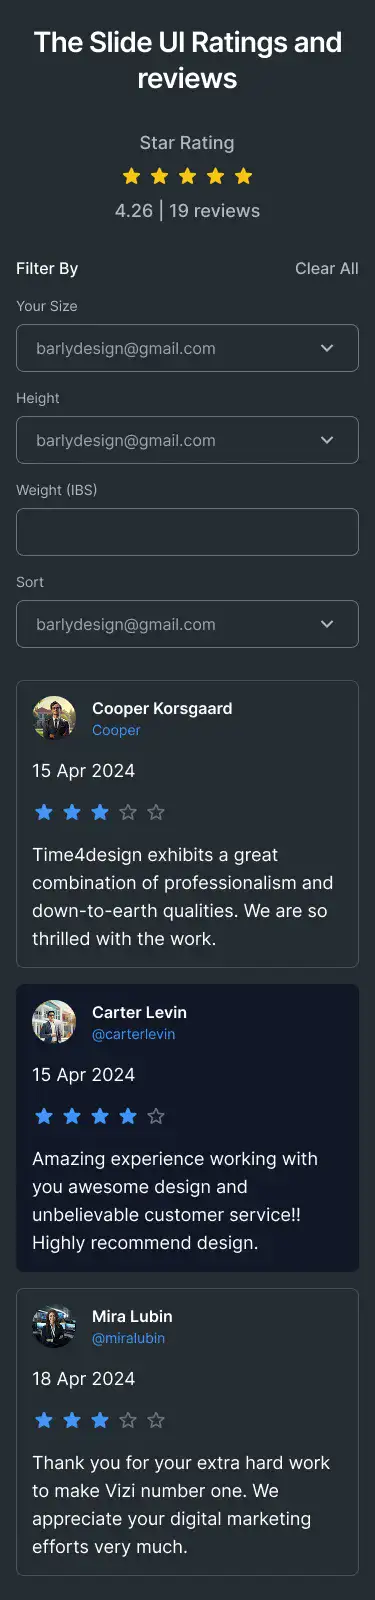 The Slide UI Ratings and
reviews
Star Rating
4.26 | 19 reviews
Filter By
Clear All
Your Size
barlydesign@gmail.com
Height
barlydesign@gmail.com
Weight (IBS)
Sort
barlydesign@gmail.com
Cooper Korsgaard
Cooper
15 Apr 2024
Time4design exhibits a great
combination of professionalism and
down-to-earth qualities. We are so
thrilled with the work.
Carter Levin
@carterlevin
15 Apr 2024
Amazing experience working with
you awesome design and
unbelievable customer service!!
Highly recommend design.
Mira Lubin
@miralubin
18 Apr 2024
Thank you for your extra hard work
to make Vizi number one. We
appreciate your digital marketing
efforts very much.